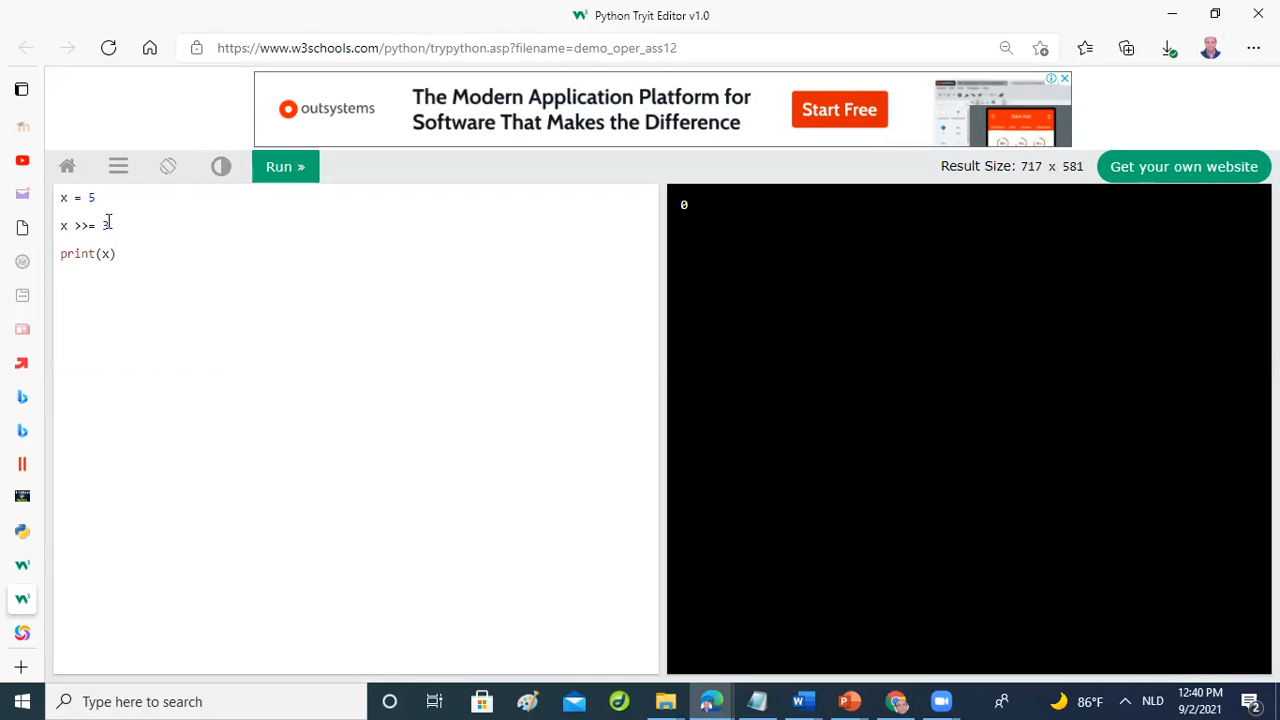 Python Tryit Editor v1.0
https://www.w3schools.com/python/trypython.asp?filename=demo_oper_ass12
outsystems
The Modern Application Platform for
Software That Makes the Difference
Start Free
Run »
Result Size: 717 x 581
Get your own website
x = 5
x >>= 3
print(x)
0
Type here to search
86°F
NLD
12:40 PM
9/2/2021
2